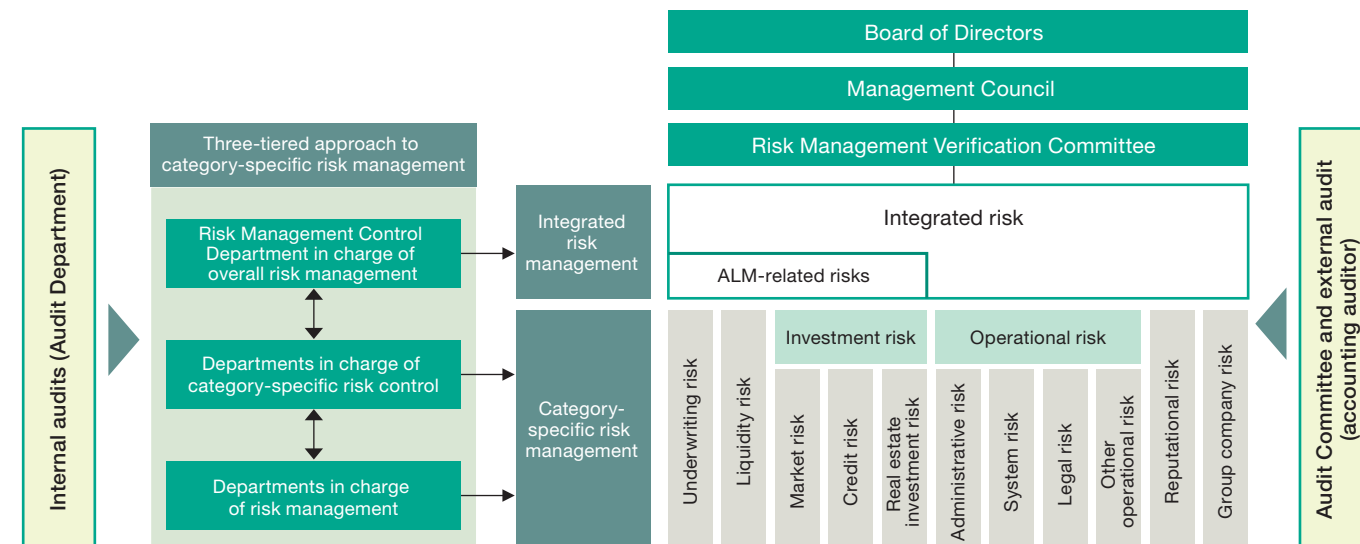 Internal audits (Audit Department)
Three-tiered approach to
category-specific risk management
Risk Management Control
Department in charge of
overall risk management
Departments in charge of
category-specific risk control
Departments in charge
of risk management
Integrated
risk
management
Category-
specific risk
management
Board of Directors
Management Council
Risk Management Verification Committee
Integrated risk
ALM-related risks
Underwriting risk
Liquidity risk
Investment risk
Market risk
Credit risk
Real estate
investment risk
Operational risk
Administrative risk
System risk
Legal risk
Other
operational risk
Reputational risk
Group company risk
Audit Committee and external audit
(accounting auditor)